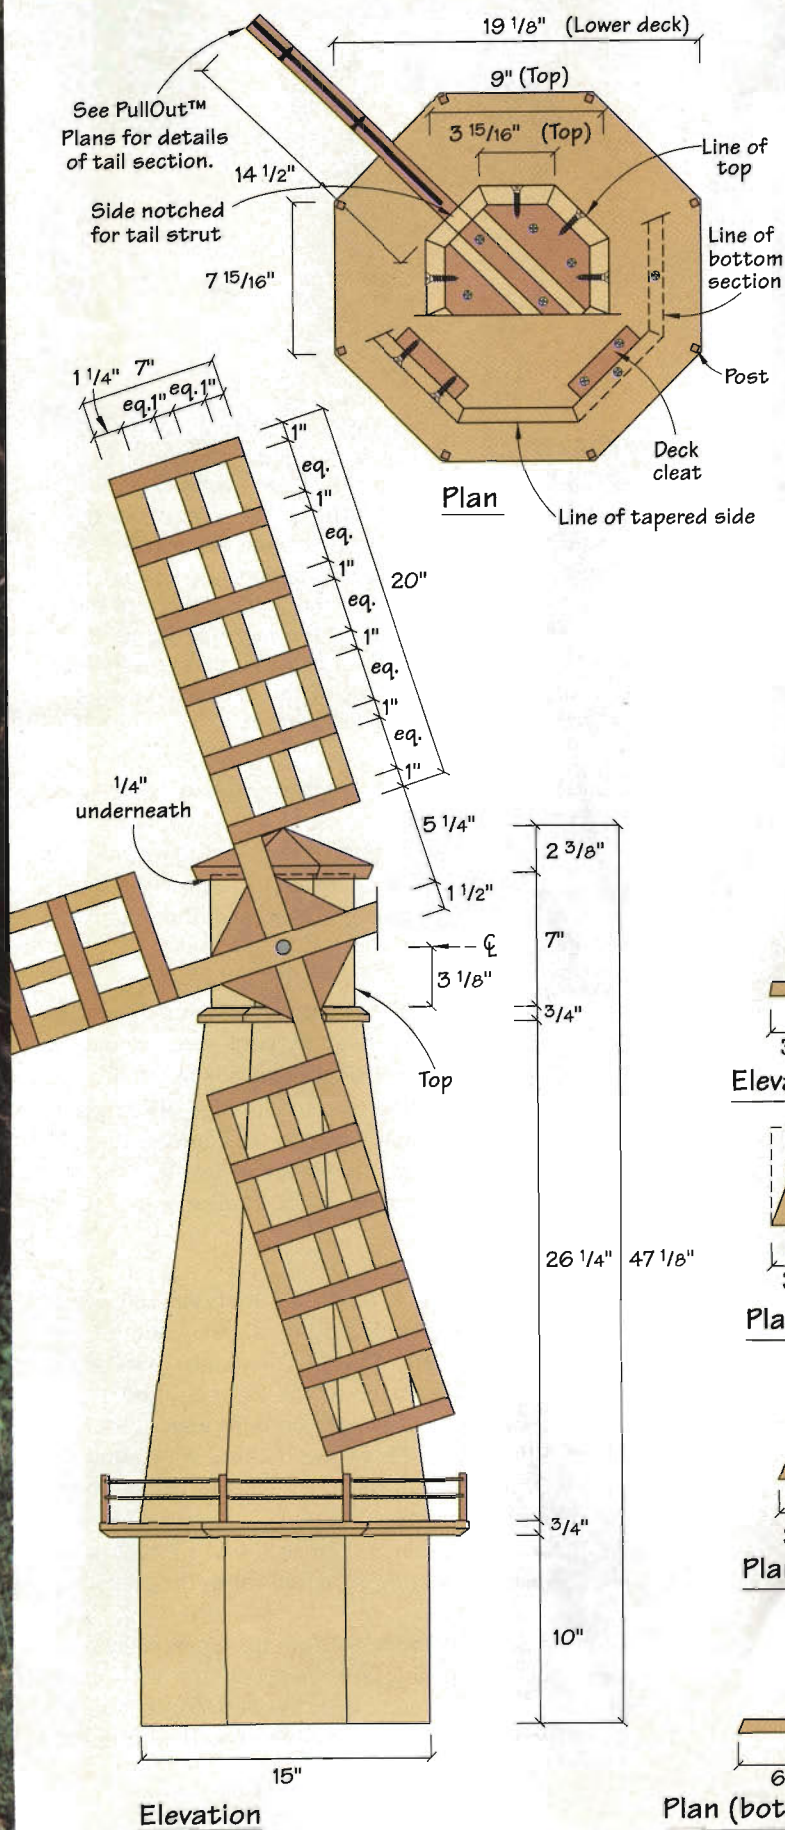 19 1/8" (Lower deck)
9" (Top)
3 15/16" (Top)
See PullOut™
Plans for details
of tail section.
14 1/2"
Side notched
for tail strut
7 15/16"
Line of
top
Line of
bottom
section
Post
Deck
cleat
Plan
Line of tapered side
1 1/4" 7"
eq. 1" eq. 1"
1"
eq.
1"
eq.
1"
eq.
1"
eq.
1"
eq.
1"
20"
1/4"
underneath
5 1/4"
1 1/2"
℄
3 1/8"
Top
2 3/8"
7"
3/4"
26 1/4"
47 1/8"
3/4"
10"
15"
Elevation
Eleva
Pla
Plan
6
Plan (bot